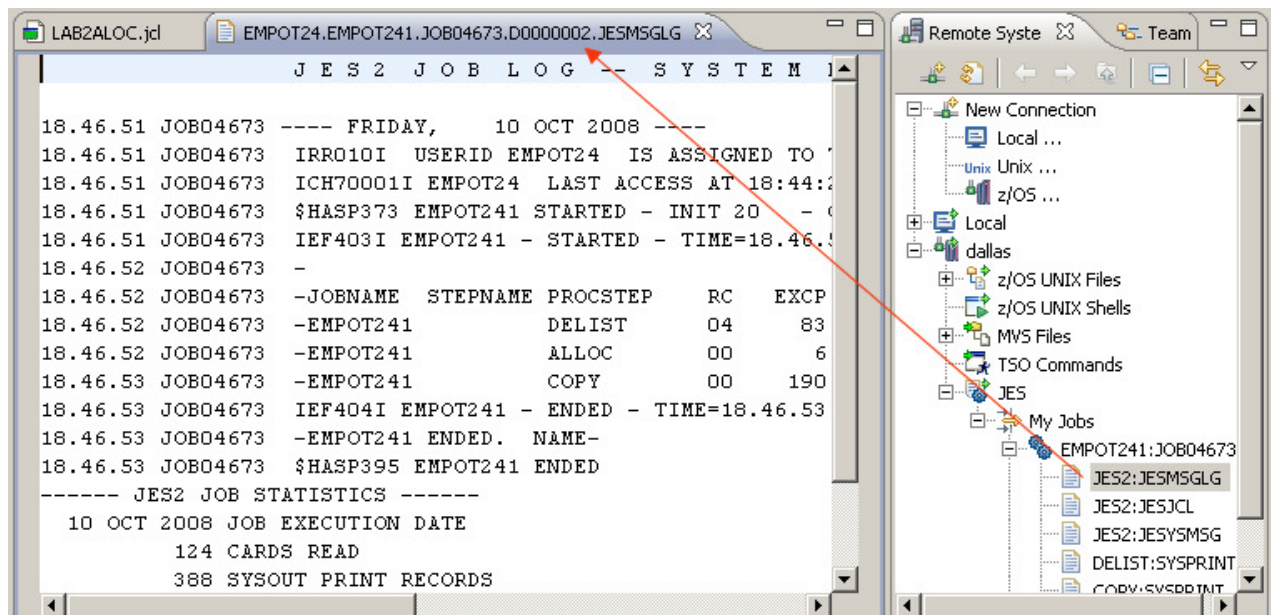 LAB2ALOC.jcl
EMPOT24.EMPOT241.JOB04673.D0000002.JESMSGLG
J E S 2 J O B L O G -- S Y S T E M
18.46.51 JOB04673 ---- FRIDAY, 10 OCT 2008 ----
18.46.51 JOB04673 IRR010I USERID EMPOT24 IS ASSIGNED TO
18.46.51 JOB04673 ICH70001I EMPOT24 LAST ACCESS AT 18:44:
18.46.51 JOB04673 $HASP373 EMPOT241 STARTED - INIT 20 -
18.46.51 JOB04673 IEF403I EMPOT241 - STARTED - TIME=18.46.
18.46.52 JOB04673 -
18.46.52 JOB04673 -JOBNAME STEPNAME PROCSTEP RC EXCP
18.46.52 JOB04673 -EMPOT241 DELIST 04 83
18.46.52 JOB04673 -EMPOT241 ALLOC 00 6
18.46.53 JOB04673 -EMPOT241 COPY 00 190
18.46.53 JOB04673 IEF404I EMPOT241 - ENDED - TIME=18.46.53
18.46.53 JOB04673 -EMPOT241 ENDED. NAME-
18.46.53 JOB04673 $HASP395 EMPOT241 ENDED
------ JES2 JOB STATISTICS ------
10 OCT 2008 JOB EXECUTION DATE
124 CARDS READ
388 SYSOUT PRINT RECORDS
Remote Syste
Team
New Connection
Local ...
Unix Unix ...
z/OS ...
Local
dallas
z/OS UNIX Files
z/OS UNIX Shells
MVS Files
TSO Commands
JES
My Jobs
EMPOT241:JOB04673
JES2:JESMSGLG
JES2:JESJCL
JES2:JESYSMSG
DELIST:SYSPRINT
COPY:SYSPRINT